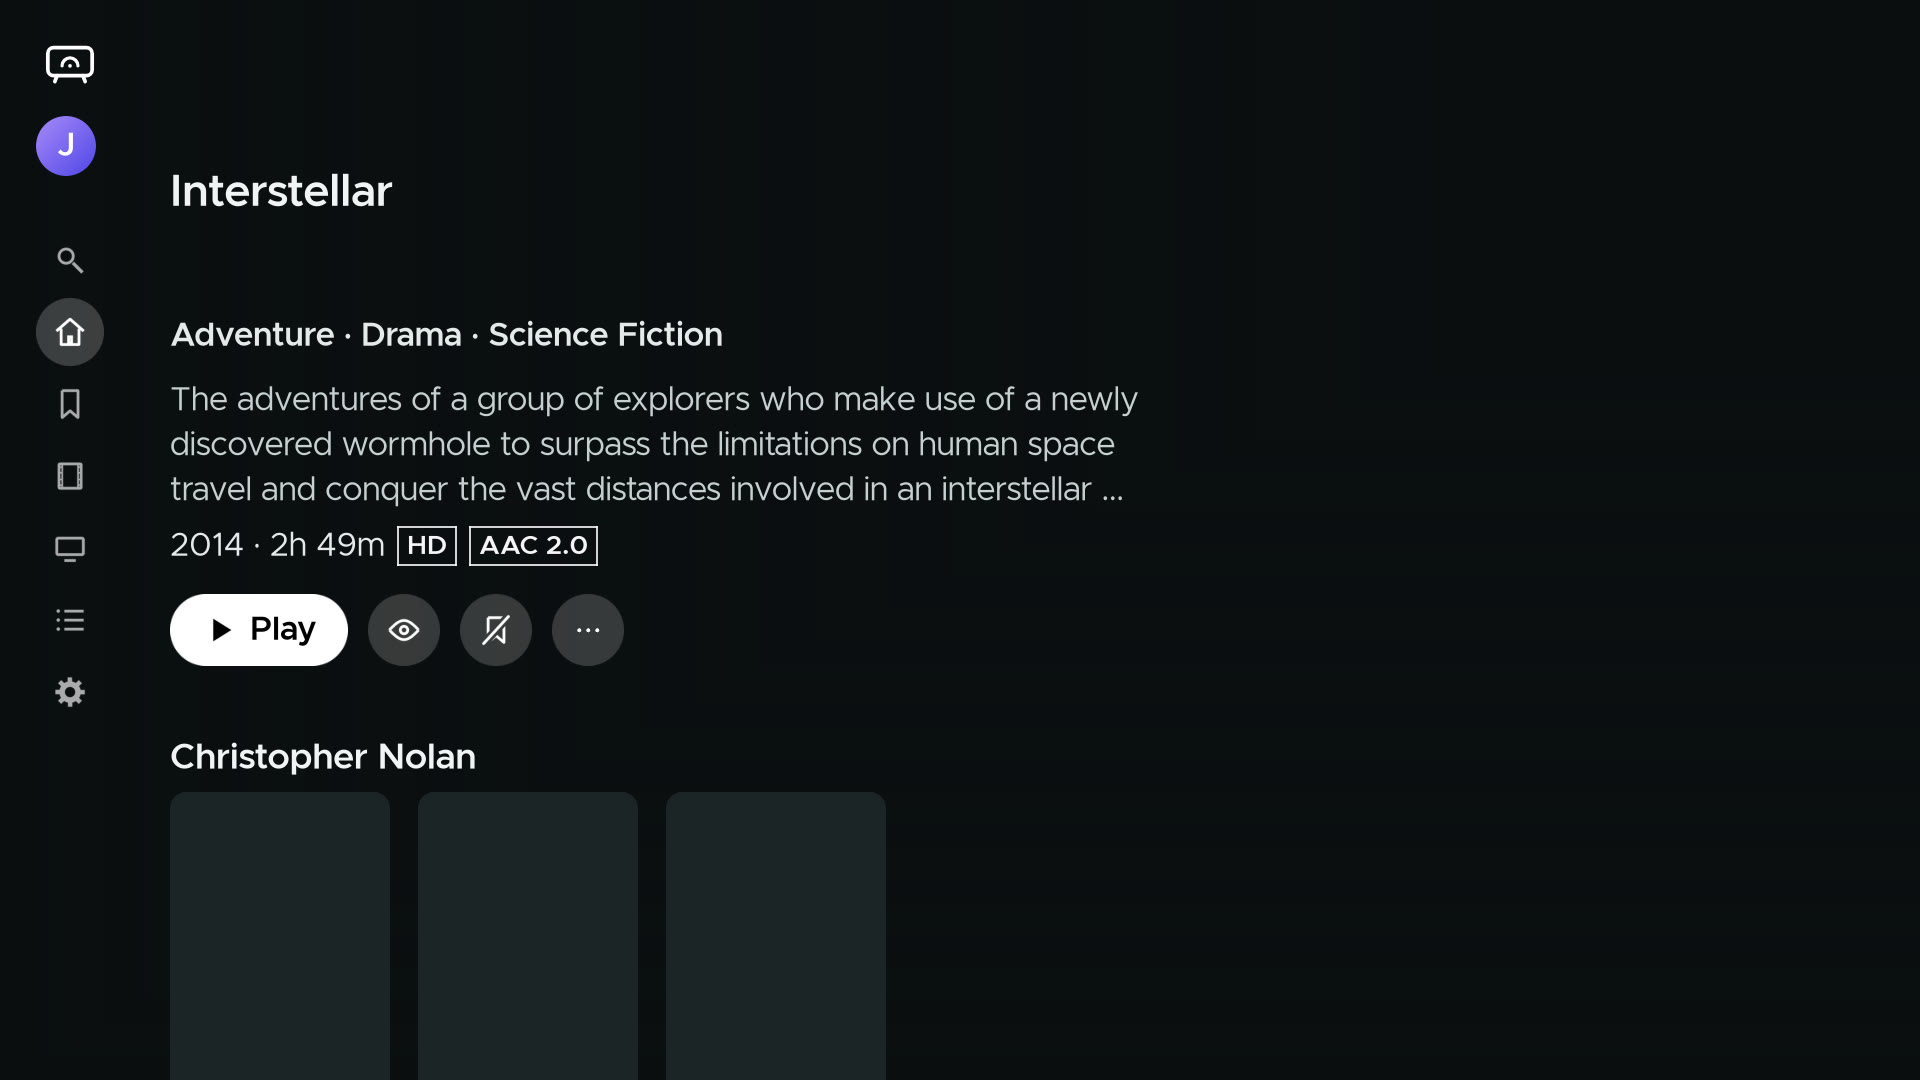 J
Interstellar
Adventure · Drama · Science Fiction
The adventures of a group of explorers who make use of a newly
discovered wormhole to surpass the limitations on human space
travel and conquer the vast distances involved in an interstellar ...
2014 · 2h 49m HD AAC 2.0
Play
Christopher Nolan